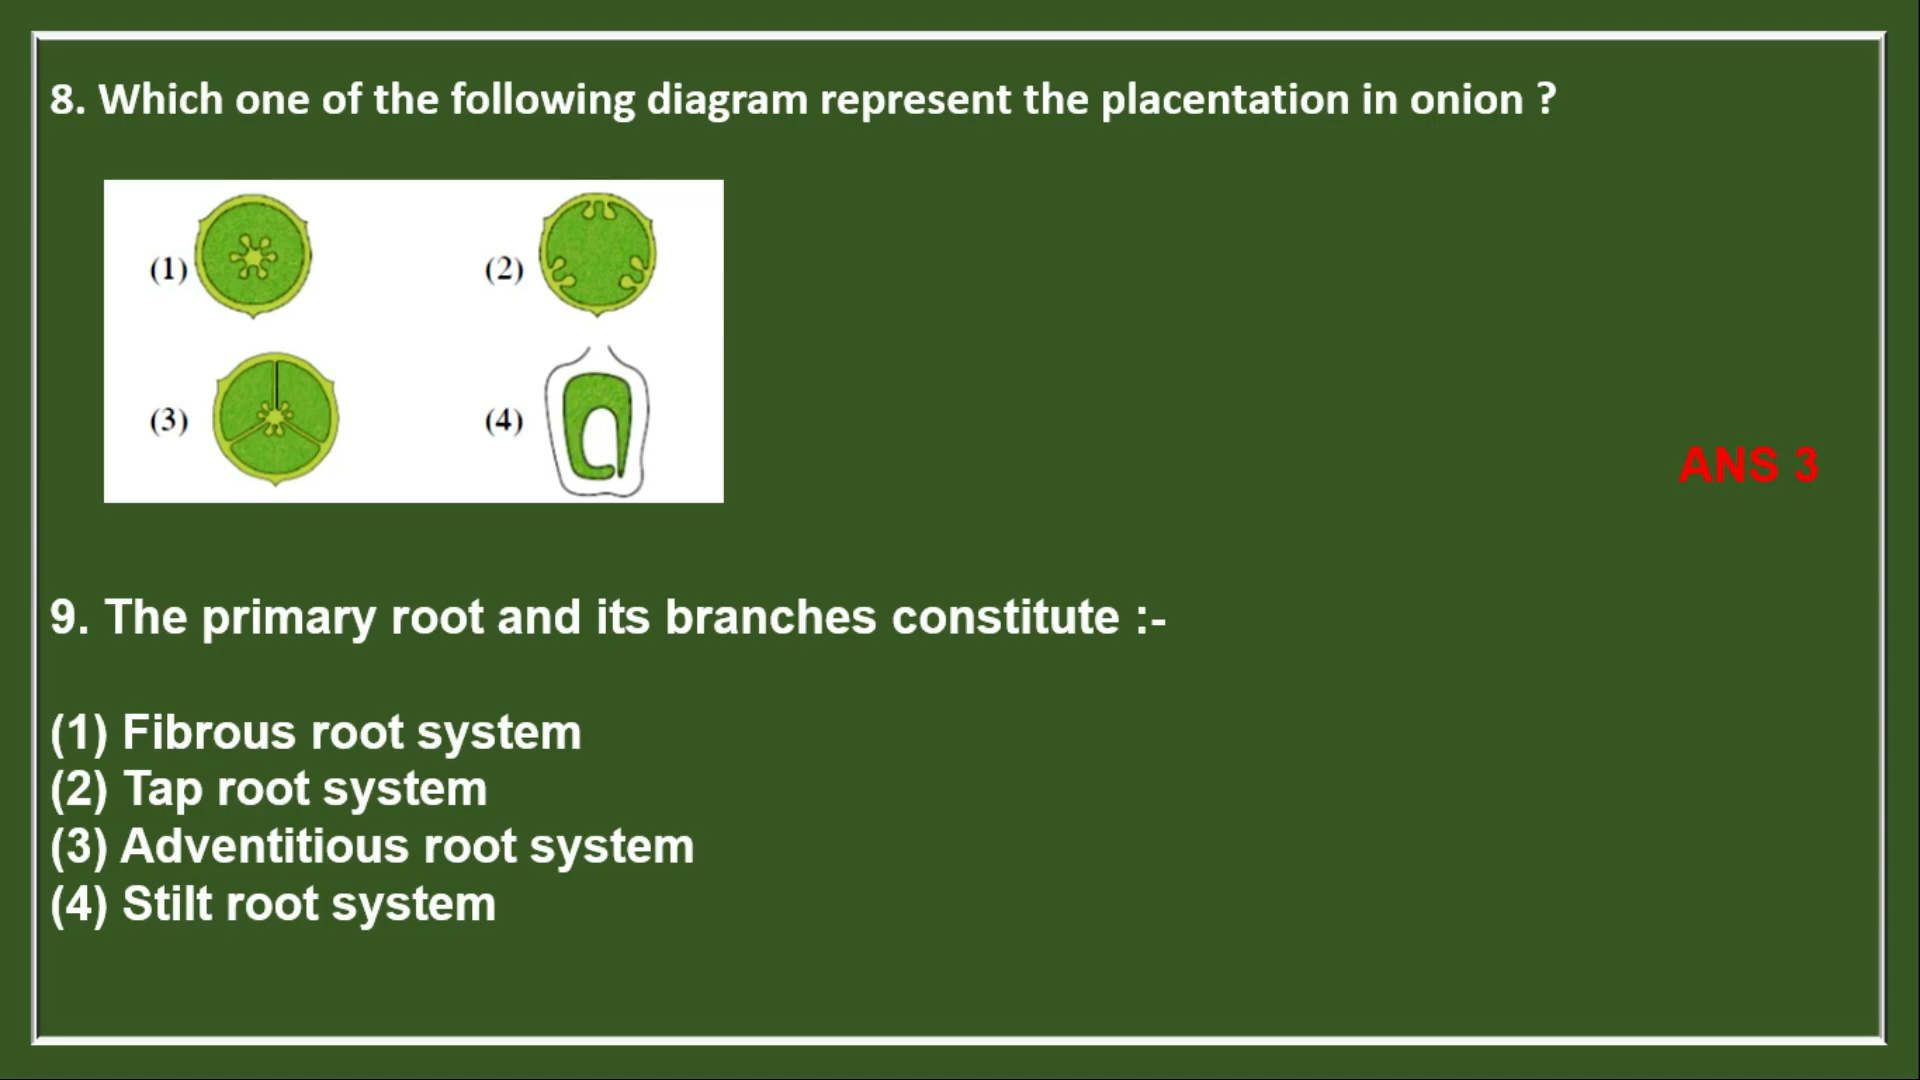 8. Which one of the following diagram represent the placentation in onion ?
(1) (2)
(3) (4)
ANS 3
9. The primary root and its branches constitute :-
(1) Fibrous root system
(2) Tap root system
(3) Adventitious root system
(4) Stilt root system